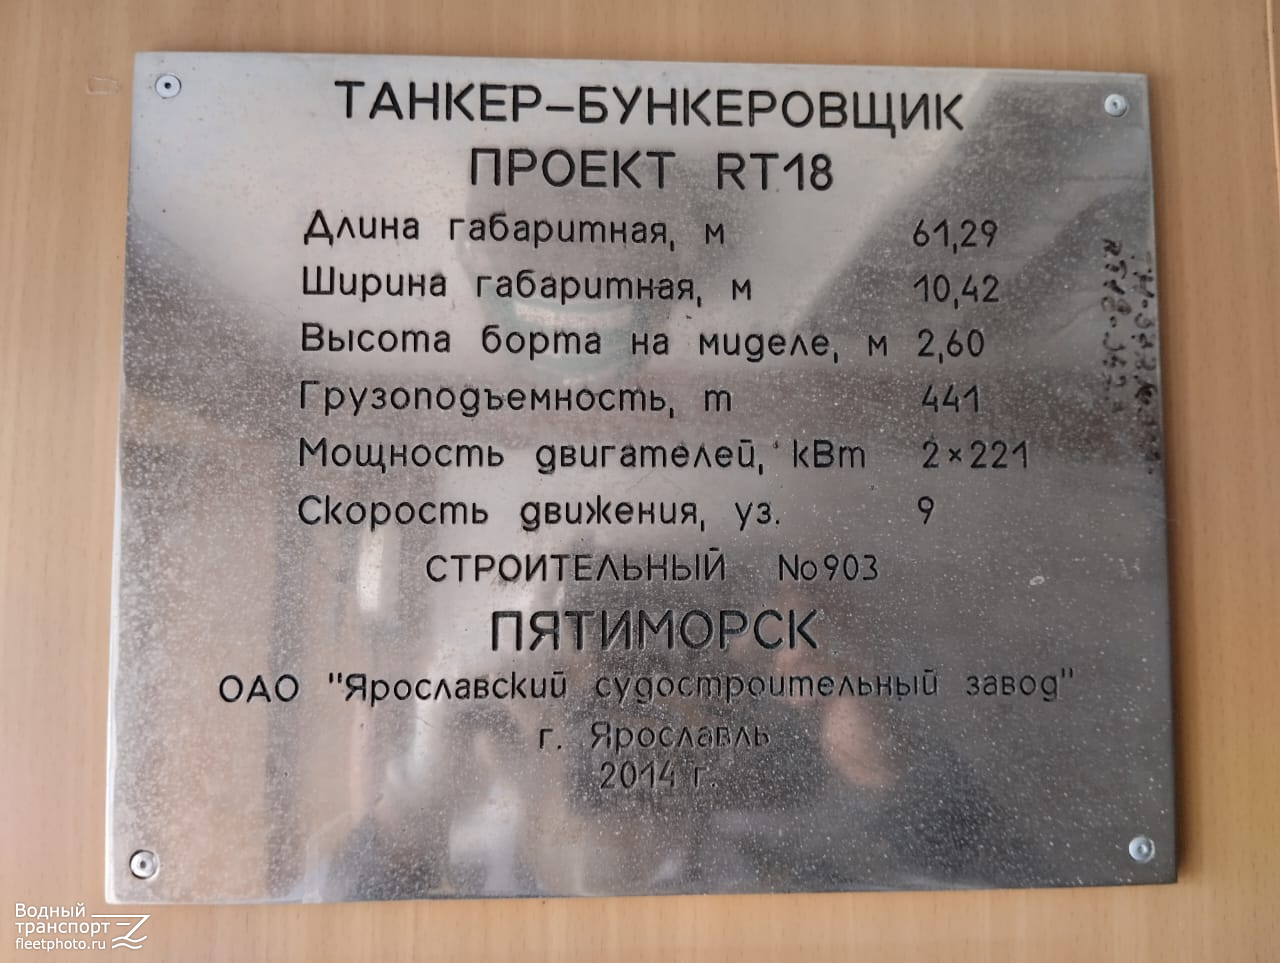 ТАНКЕР-БУНКЕРОВЩИК
ПРОЕКТ RT18
Длина габаритная, м 61,29
Ширина габаритная, м 10,42
Высота борта на миделе, м 2,60
Грузоподъемность, т 441
Мощность двигателей, кВт 2×221
Скорость движения, уз. 9
СТРОИТЕЛЬНЫЙ №903
ПЯТИМОРСК
ОАО "Ярославский судостроительный завод"
г. Ярославль
2014 г.
Водный
транспорт
fleetphoto.ru